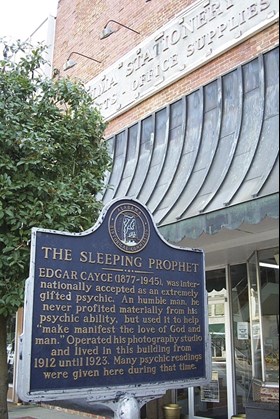 MA STATIONERY
TS, OFFICE SUPPLIES
THE SLEEPING PROPHET
EDGAR CAYCE (1877-1945), was inter-
nationally accepted as an extremely
gifted psychic. An humble man, he
never profited materially from his
psychic ability, but used it to help
"make manifest the love of God and
man." Operated his photography studio
and lived in this building from
1912 until 1923. Many psychic readings
were given here during that time.